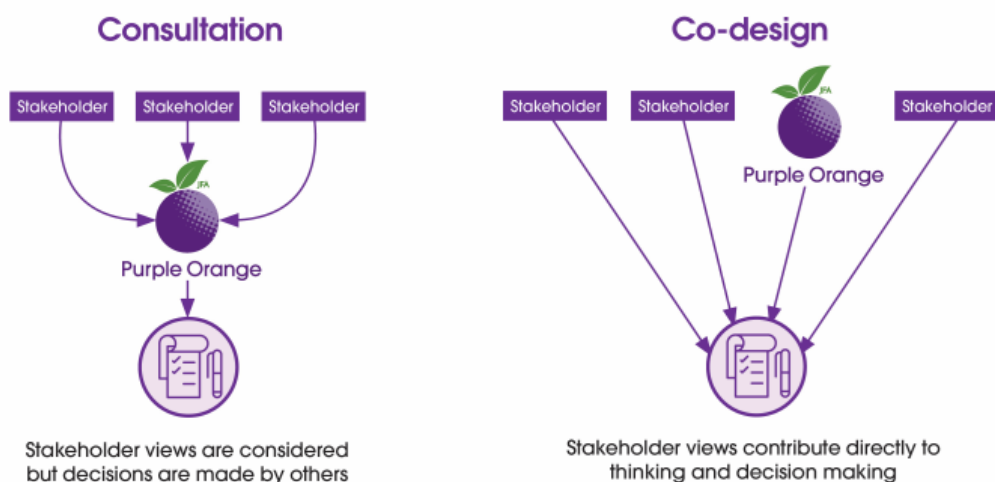 Consultation
Stakeholder
Stakeholder
Stakeholder
JFA
Purple Orange
Stakeholder views are considered
but decisions are made by others
Co-design
Stakeholder
Stakeholder
JFA
Purple Orange
Stakeholder
Stakeholder views contribute directly to
thinking and decision making